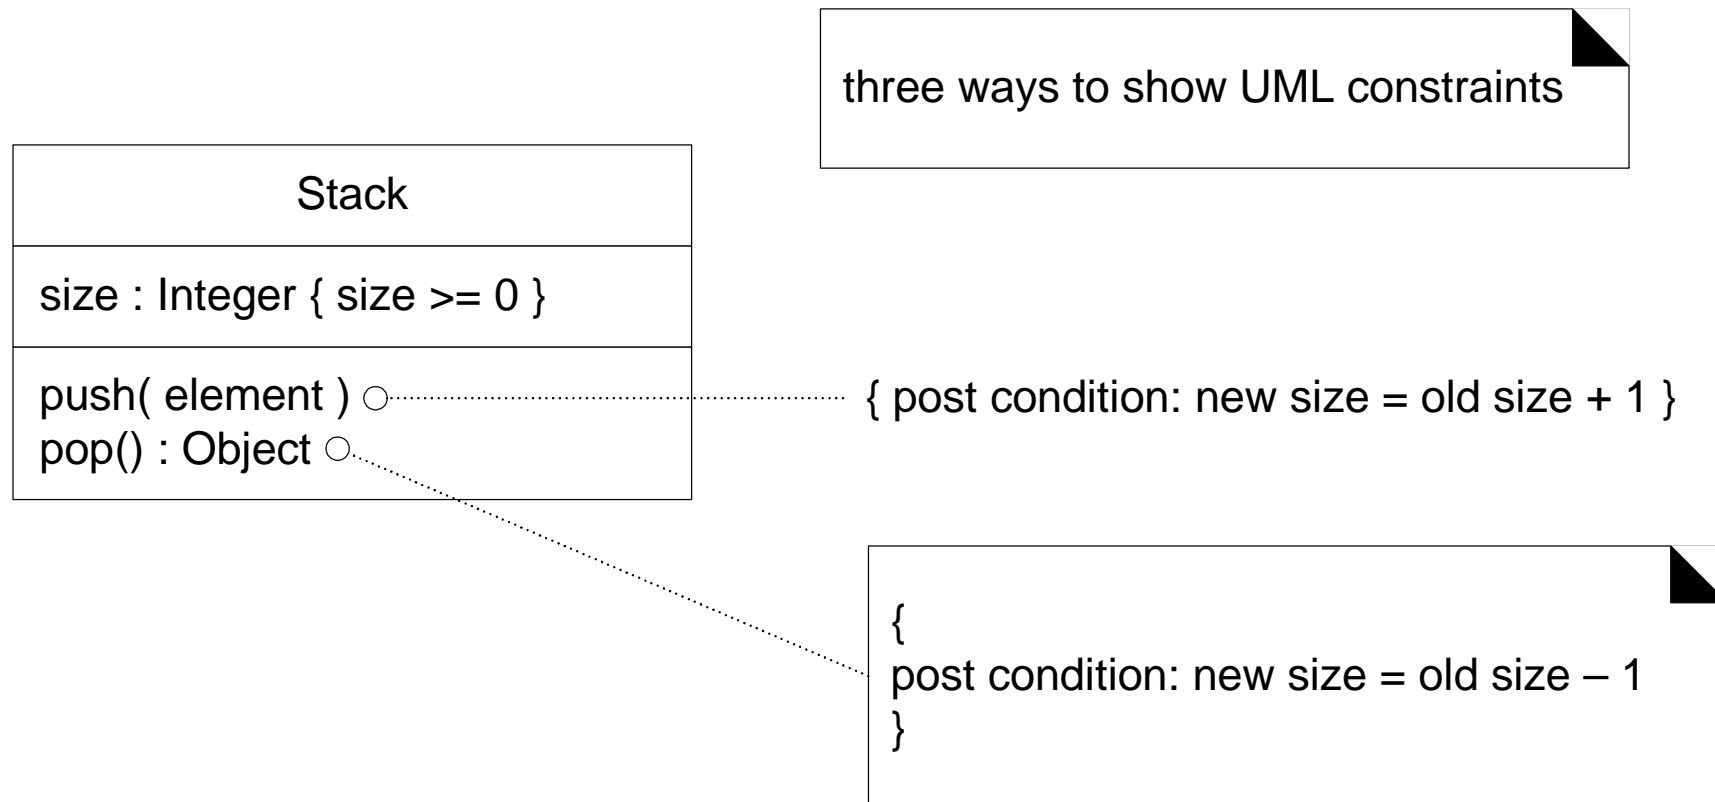 three ways to show UML constraints
Stack
size : Integer { size >= 0 }
push( element )
{ post condition: new size = old size + 1 }
pop() : Object
{
post condition: new size = old size – 1
}